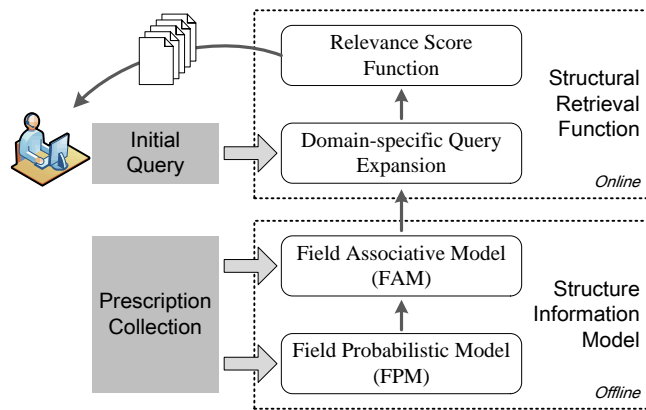 Relevance Score
Function
Structural
Retrieval
Function
Initial
Query
Domain-specific Query
Expansion
Online
Field Associative Model
(FAM)
Prescription
Collection
Structure
Information
Model
Field Probabilistic Model
(FPM)
Offline